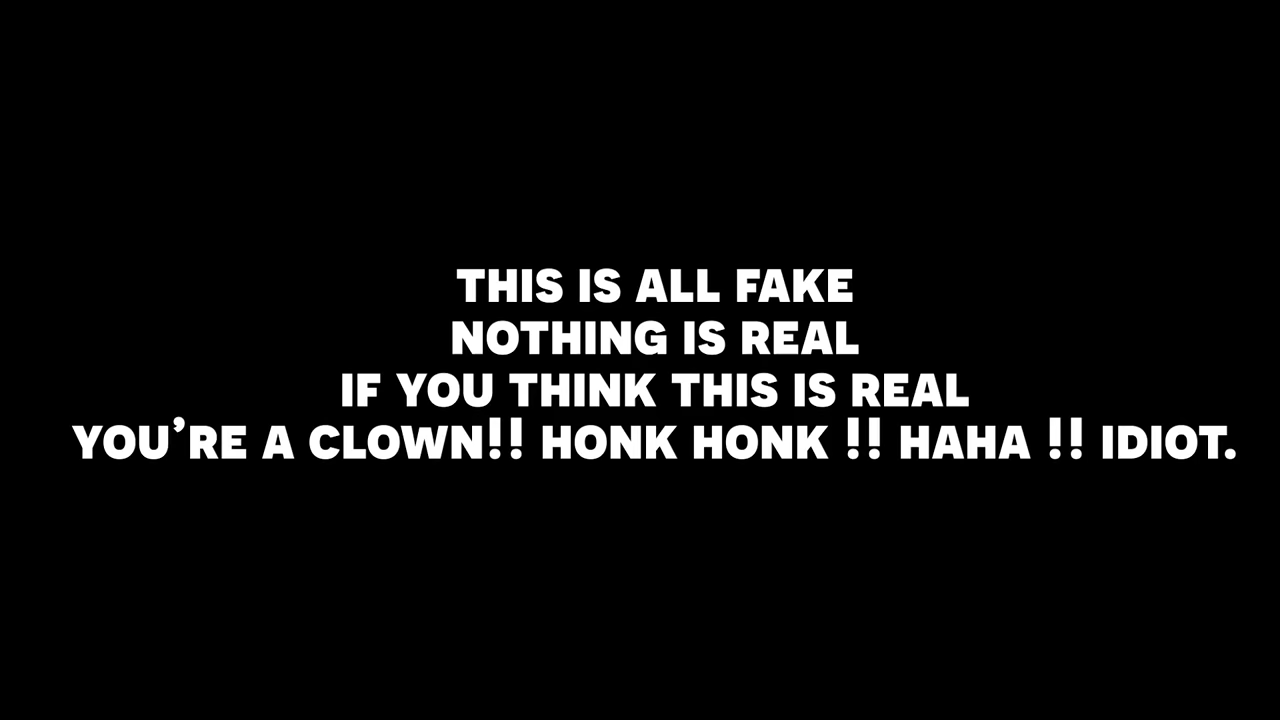 THIS IS ALL FAKE
NOTHING IS REAL
IF YOU THINK THIS IS REAL
YOU’RE A CLOWN!! HONK HONK !! HAHA !! IDIOT.